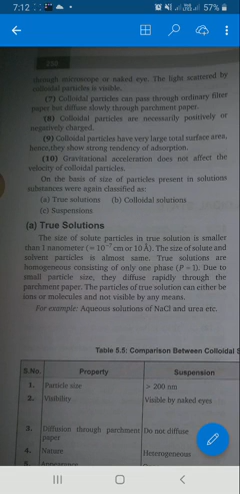 7:12
57%
210
through microscope or naked eye. The light scattered by
colloidal particles is visible.
(7) Colloidal particles can pass through ordinary filter
paper but diffuse slowly through parchment paper.
(8) Colloidal particles are necessarily positively or
negatively charged.
(9) Colloidal particles have very large total surface area,
hence, they show strong tendency of adsorption.
(10) Gravitational acceleration does not affect the
velocity of colloidal particles.
On the basis of size of particles present in solutions
substances were again classified as:
(a) True solutions (b) Colloidal solutions
(c) Suspensions
(a) True Solutions
The size of solute particles in true solution is smaller
than 1 nanometer (= 10⁻⁷ cm or 10 Å). The size of solute and
solvent particles is almost same. True solutions are
homogeneous consisting of only one phase (P = 1). Due to
small particle size, they diffuse rapidly through the
parchment paper. The particles of true solution can either be
ions or molecules and not visible by any means.
For example: Aqueous solutions of NaCl and urea etc.
Table 5.5: Comparison Between Colloidal
S.No. Property Suspension
1. Particle size > 200 nm
2. Visibility Visible by naked eyes
3. Diffusion through parchment Do not diffuse
paper
4. Nature Heterogeneous
5. Appearance